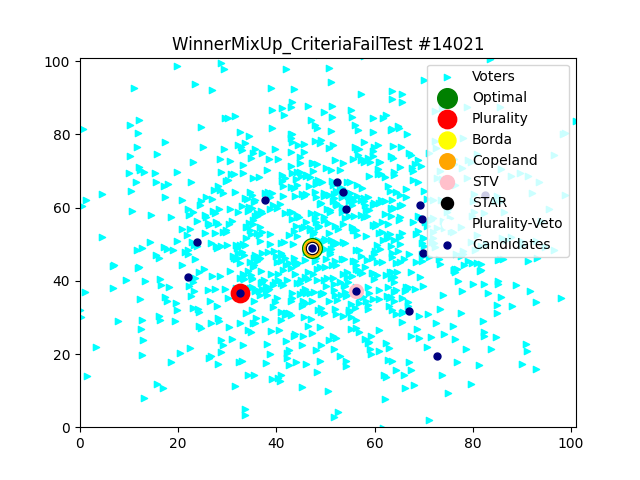 WinnerMixUp_CriteriaFailTest #14021
100
80
60
40
20
0
0
20
40
60
80
100
Voters
Optimal
Plurality
Borda
Copeland
STV
STAR
Plurality-Veto
Candidates